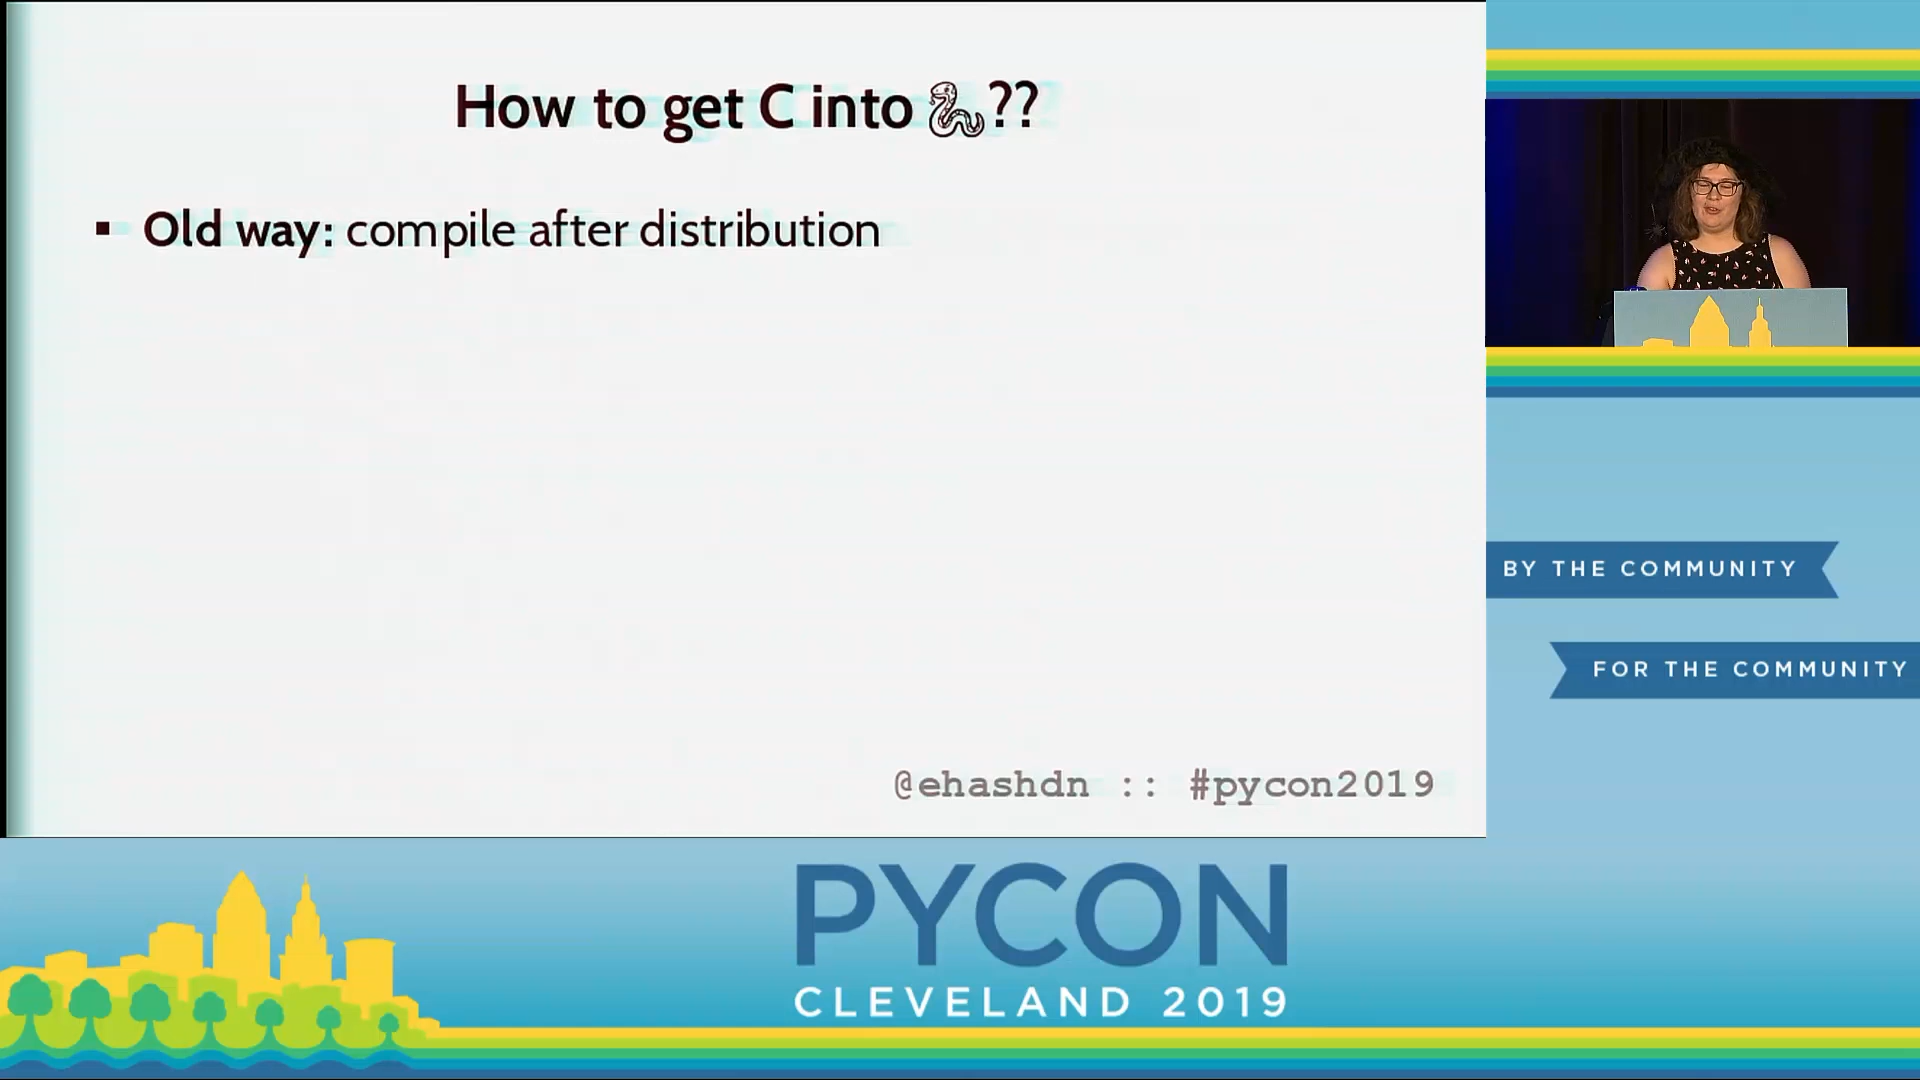 How to get C into 🐍??
▪ Old way: compile after distribution
@ehashdn :: #pycon2019
BY THE COMMUNITY
FOR THE COMMUNITY
PYCON
CLEVELAND 2019